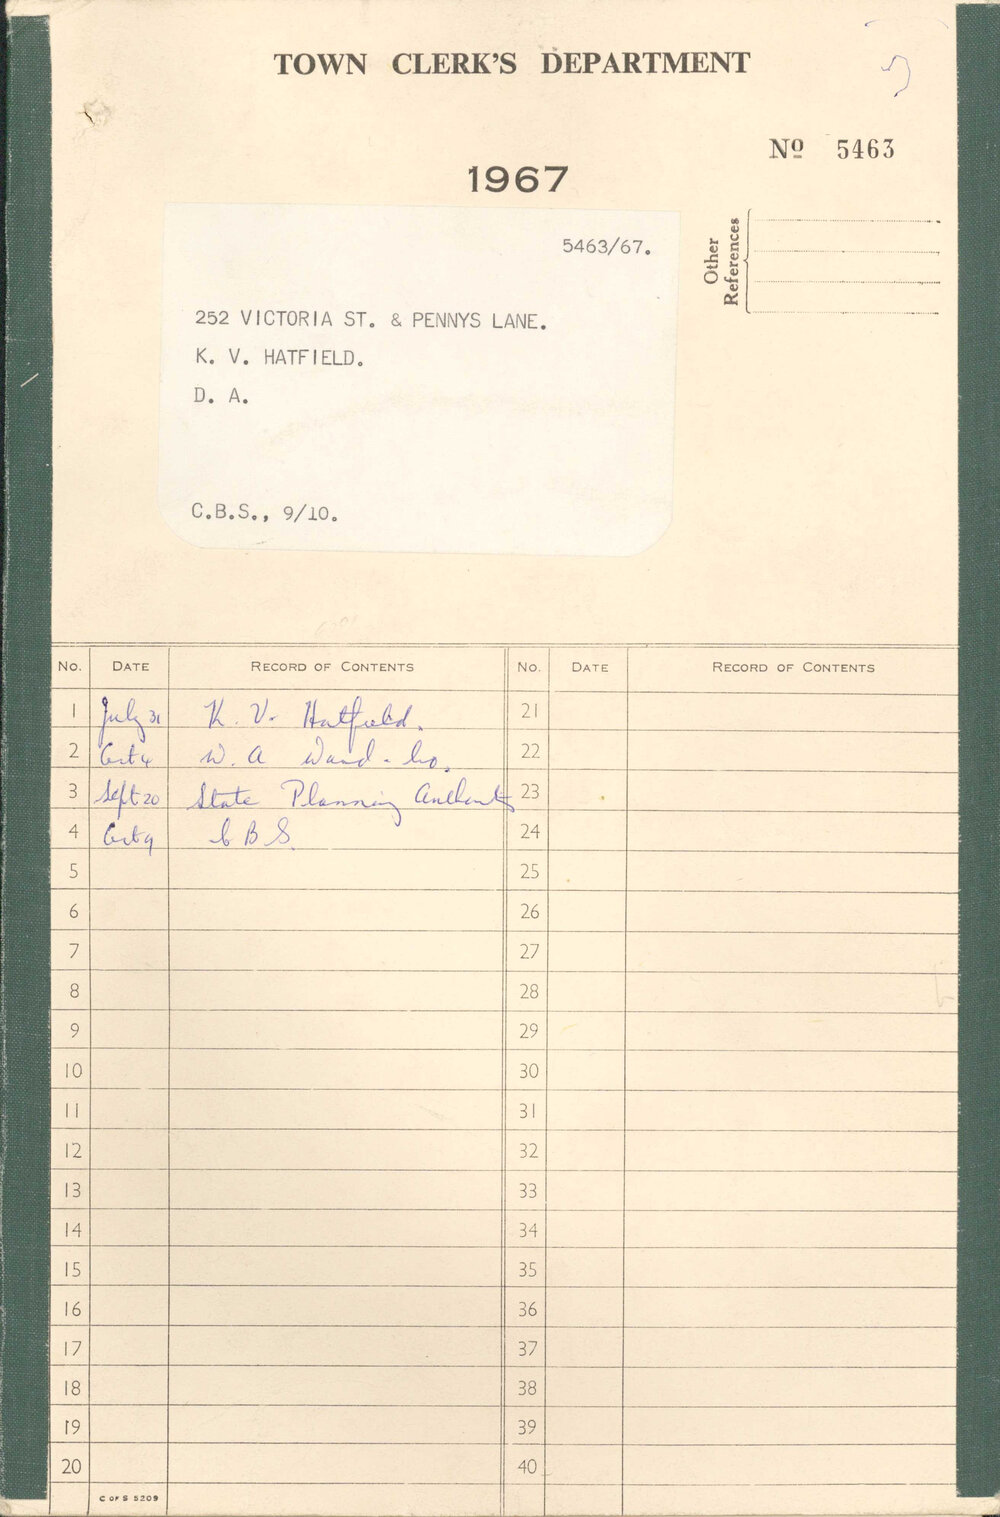 TOWN CLERK'S DEPARTMENT
Nº 5463
1967
Other References
5463/67.
252 VICTORIA ST. & PENNYS LANE.
K. V. HATFIELD.
D. A.
C.B.S., 9/10.
No. DATE RECORD OF CONTENTS No. DATE RECORD OF CONTENTS
1 July 31 K. V. Hatfield. 21
2 Oct 4 W. A Ward - Co. 22
3 Sept 20 State Planning Authority 23
4 Oct 9 C B S. 24
5 25
6 26
7 27
8 28
9 29
10 30
11 31
12 32
13 33
14 34
15 35
16 36
17 37
18 38
19 39
20 40
C OF S 5209